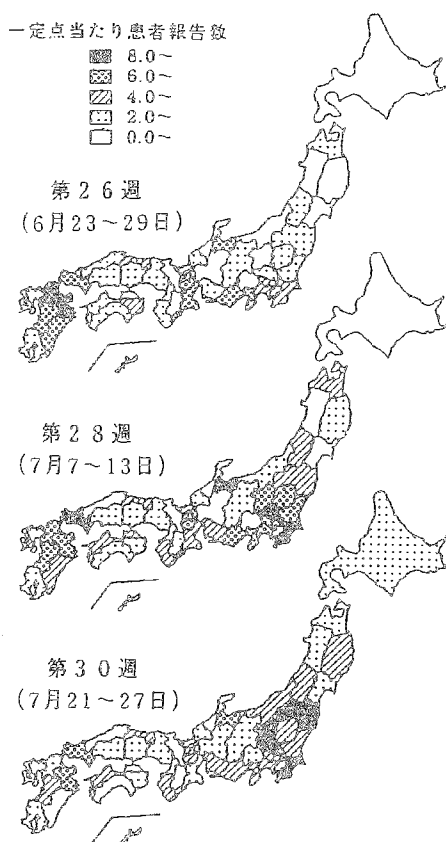 一定点当たり患者報告数
8.0～
6.0～
4.0～
2.0～
0.0～
第26週
(6月23～29日)
第28週
(7月7～13日)
第30週
(7月21～27日)